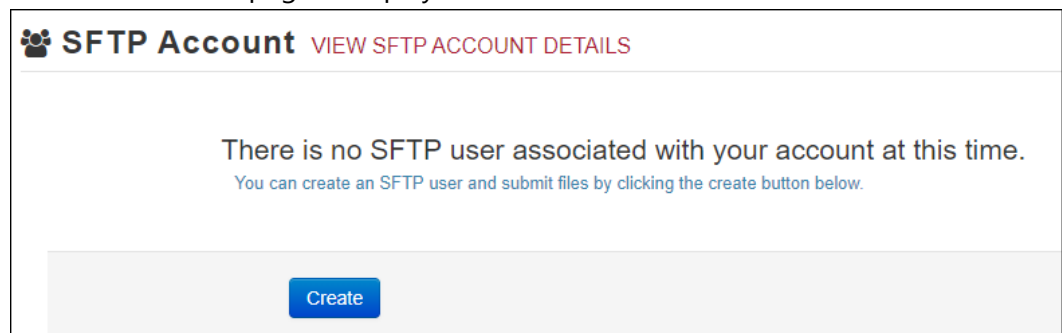 SFTP Account VIEW SFTP ACCOUNT DETAILS
There is no SFTP user associated with your account at this time.
You can create an SFTP user and submit files by clicking the create button below.
Create